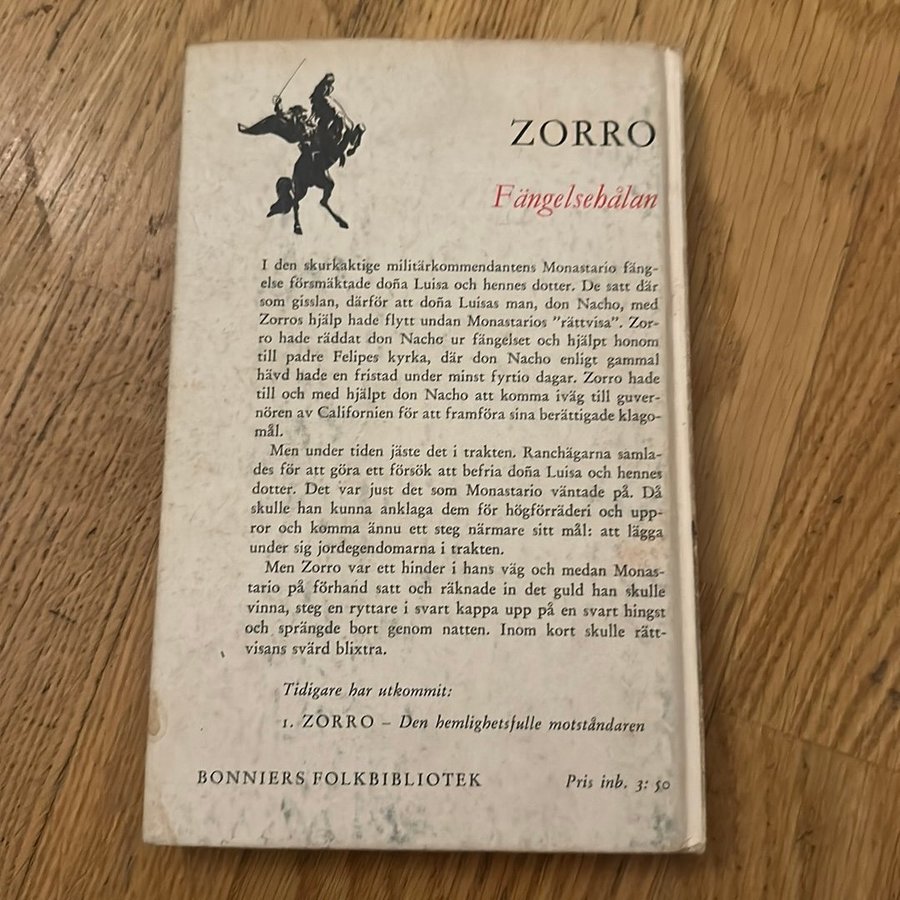 ZORRO
Fängelsehålan
I den skurkaktige militärkommendantens Monastario fäng-
else försmäktade doña Luisa och hennes dotter. De satt där
som gisslan, därför att doña Luisas man, don Nacho, med
Zorros hjälp hade flytt undan Monastarios ”rättvisa”. Zor-
ro hade räddat don Nacho ur fängelset och hjälpt honom
till padre Felipes kyrka, där don Nacho enligt gammal
hävd hade en fristad under minst fyrtio dagar. Zorro hade
till och med hjälpt don Nacho att komma iväg till guver-
nören av Californien för att framföra sina berättigade klago-
mål.
Men under tiden jäste det i trakten. Ranchägarna samla-
des för att göra ett försök att befria doña Luisa och hennes
dotter. Det var just det som Monastario väntade på. Då
skulle han kunna anklaga dem för högförräderi och upp-
ror och komma ännu ett steg närmare sitt mål: att lägga
under sig jordegendomarna i trakten.
Men Zorro var ett hinder i hans väg och medan Monas-
tario på förhand satt och räknade in det guld han skulle
vinna, steg en ryttare i svart kappa upp på en svart hingst
och sprängde bort genom natten. Inom kort skulle rätt-
visans svärd blixtra.
Tidigare har utkommit:
1. ZORRO – Den hemlighetsfulle motståndaren
BONNIERS FOLKBIBLIOTEK
Pris inb. 3: 50